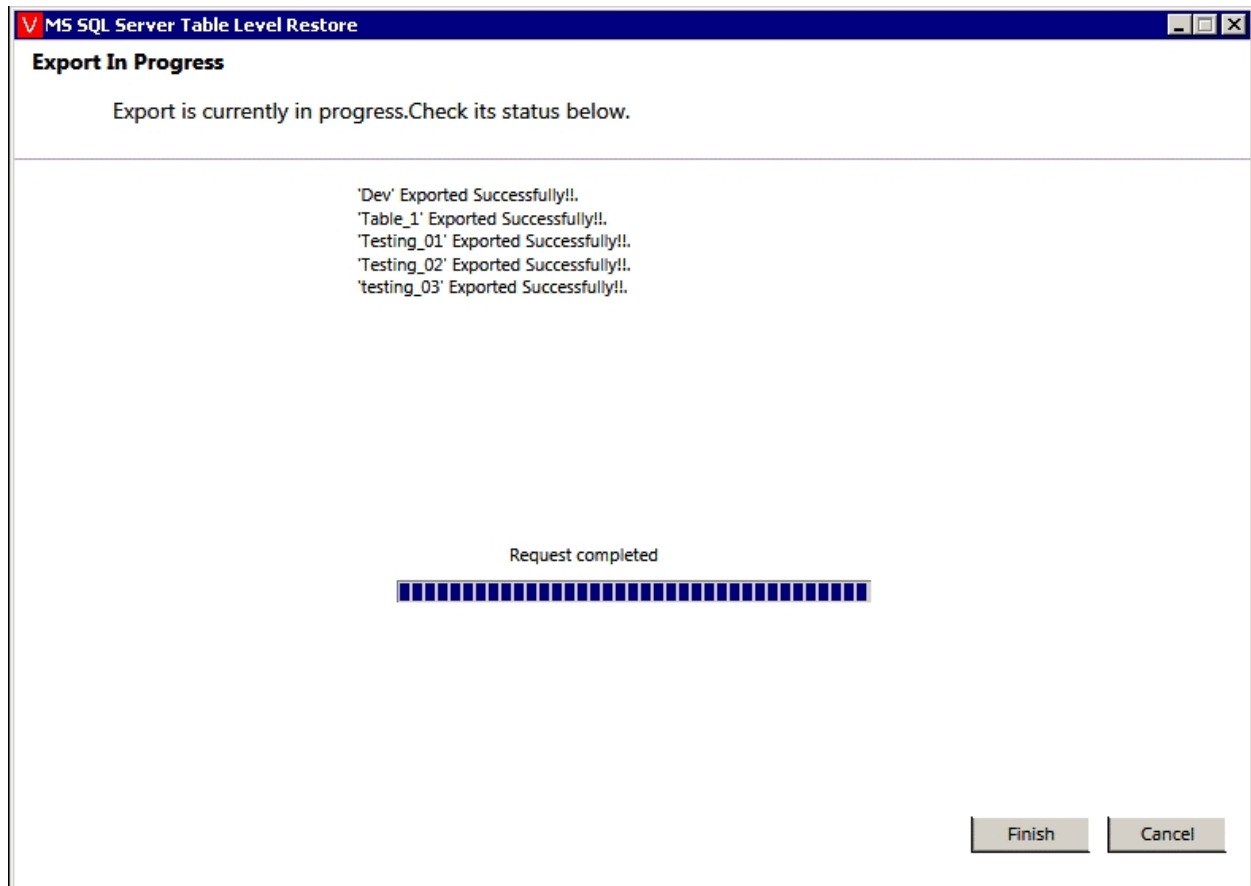 V MS SQL Server Table Level Restore
Export In Progress
Export is currently in progress.Check its status below.
'Dev' Exported Successfully!!.
'Table_1' Exported Successfully!!.
'Testing_01' Exported Successfully!!.
'Testing_02' Exported Successfully!!.
'testing_03' Exported Successfully!!.
Request completed
Finish Cancel